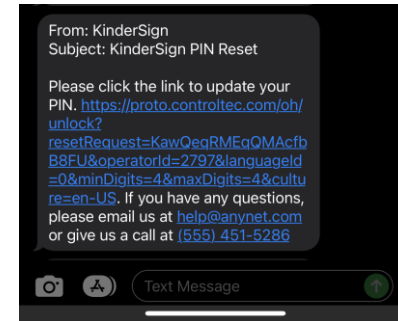 From: KinderSign
Subject: KinderSign PIN Reset
Please click the link to update your
PIN. https://proto.controltec.com/oh/
unlock?
resetRequest=KawQeqRMEqQMAcfb
B8FU&operatorId=2797&languageId
=0&minDigits=4&maxDigits=4&cultu
re=en-US. If you have any questions,
please email us at help@anynet.com
or give us a call at (555) 451-5286
Text Message